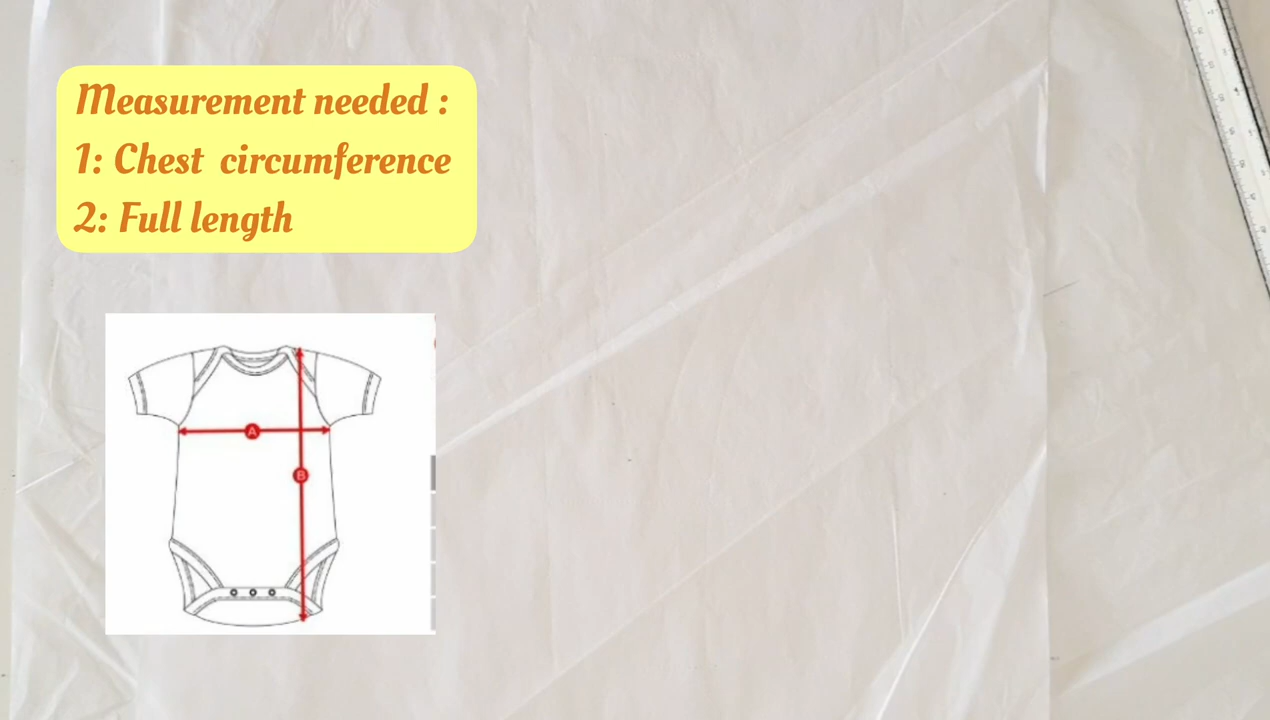 Measurement needed :
1: Chest circumference
2: Full length
A
B